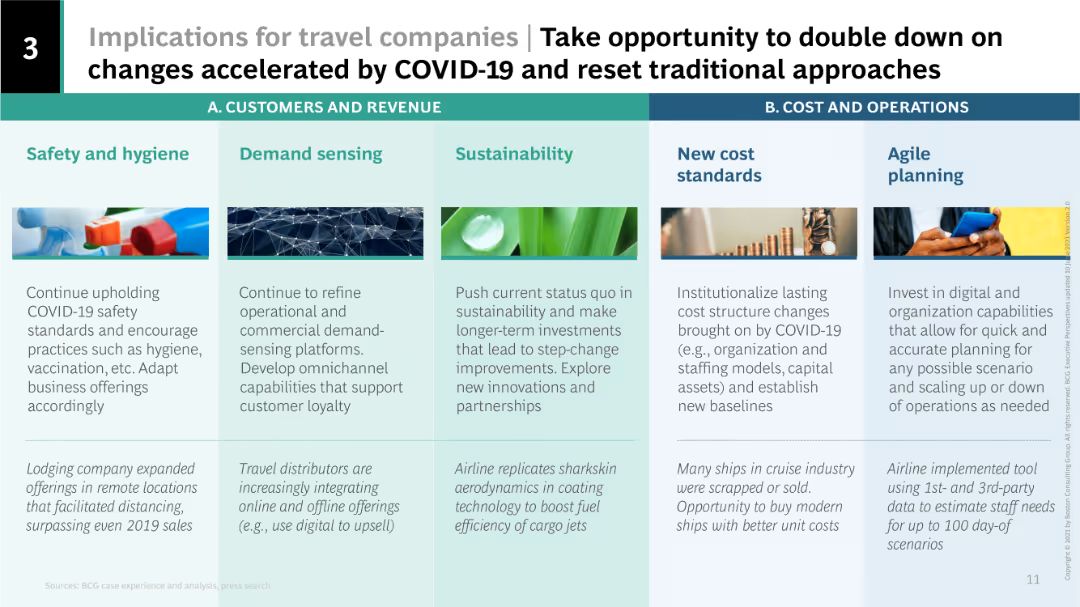 3
Implications for travel companies | Take opportunity to double down on
changes accelerated by COVID-19 and reset traditional approaches
A. CUSTOMERS AND REVENUE
B. COST AND OPERATIONS
Safety and hygiene
Continue upholding
COVID-19 safety
standards and encourage
practices such as hygiene,
vaccination, etc. Adapt
business offerings
accordingly
Lodging company expanded
offerings in remote locations
that facilitated distancing,
surpassing even 2019 sales
Demand sensing
Continue to refine
operational and
commercial demand-
sensing platforms.
Develop omnichannel
capabilities that support
customer loyalty
Travel distributors are
increasingly integrating
online and offline offerings
(e.g., use digital to upsell)
Sustainability
Push current status quo in
sustainability and make
longer-term investments
that lead to step-change
improvements. Explore
new innovations and
partnerships
Airline replicates sharkskin
aerodynamics in coating
technology to boost fuel
efficiency of cargo jets
New cost
standards
Institutionalize lasting
cost structure changes
brought on by COVID-19
(e.g., organization and
staffing models, capital
assets) and establish
new baselines
Many ships in cruise industry
were scrapped or sold.
Opportunity to buy modern
ships with better unit costs
Agile
planning
Invest in digital and
organization capabilities
that allow for quick and
accurate planning for
any possible scenario
and scaling up or down
of operations as needed
Airline implemented tool
using 1st- and 3rd-party
data to estimate staff needs
for up to 100 day-of
scenarios
Sources: BCG case experience and analysis, press search
11
Copyright © 2021 by Boston Consulting Group. All rights reserved. BCG Executive Perspectives updated 10 2021 Version 2.0